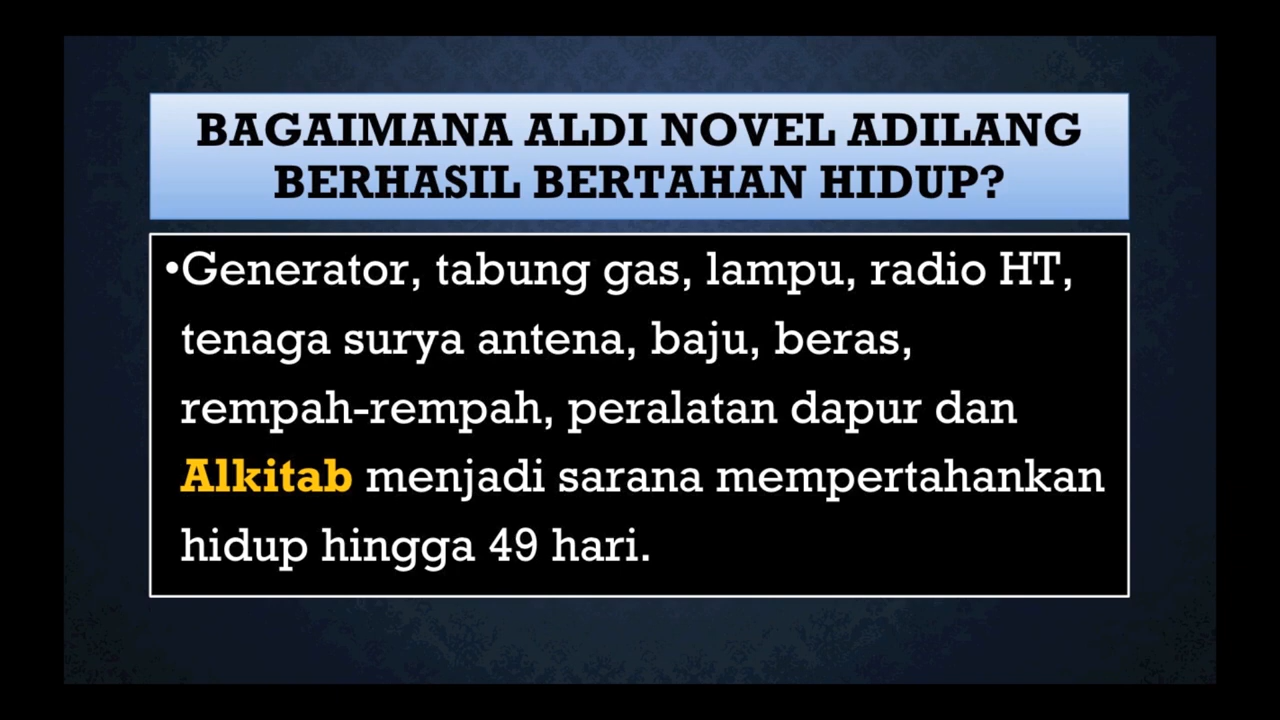 BAGAIMANA ALDI NOVEL ADILANG
BERHASIL BERTAHAN HIDUP?
•Generator, tabung gas, lampu, radio HT,
tenaga surya antena, baju, beras,
rempah-rempah, peralatan dapur dan
Alkitab menjadi sarana mempertahankan
hidup hingga 49 hari.